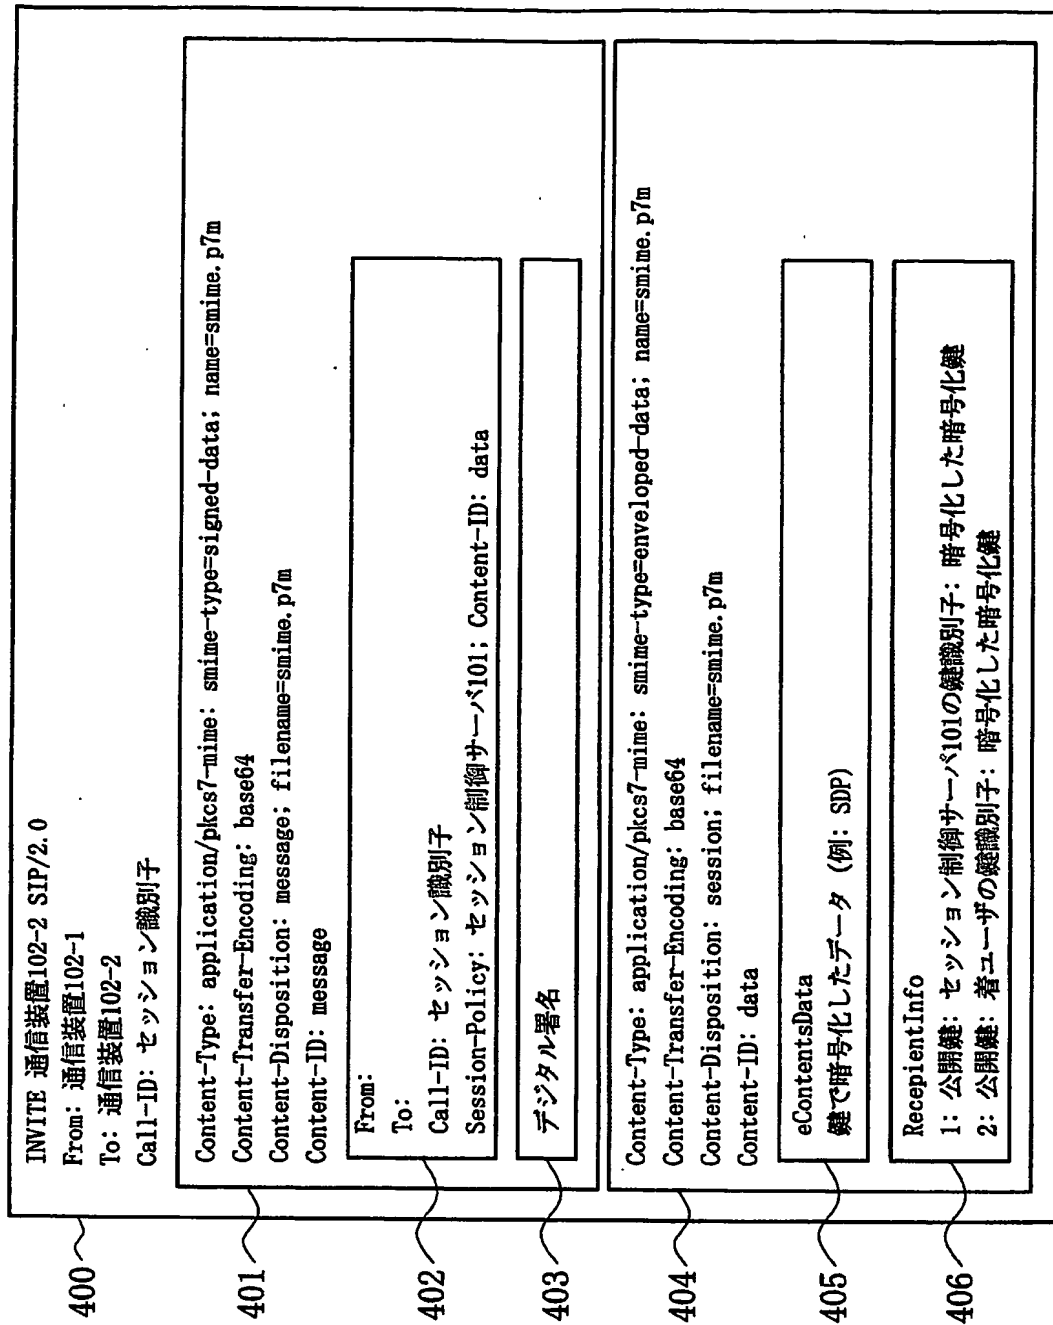 400
INVITE 通信装置102-2 SIP/2.0
From: 通信装置102-1
To: 通信装置102-2
Call-ID: セッション識別子
401
Content-Type: application/pkcs7-mime: smime-type=signed-data; name=smime.p7m
Content-Transfer-Encoding: base64
Content-Disposition: message; filename=smime.p7m
Content-ID: message
402
From:
To:
Call-ID: セッション識別子
Session-Policy: セッション制御サーバ101; Content-ID: data
403
デジタル署名
404
Content-Type: application/pkcs7-mime: smime-type=enveloped-data; name=smime.p7m
Content-Transfer-Encoding: base64
Content-Disposition: session; filename=smime.p7m
Content-ID: data
405
eContentsData
鍵で暗号化したデータ (例: SDP)
406
RecepientInfo
1: 公開鍵: セッション制御サーバ101の鍵識別子: 暗号化した暗号化鍵
2: 公開鍵: 着ユーザの鍵識別子: 暗号化した暗号化鍵